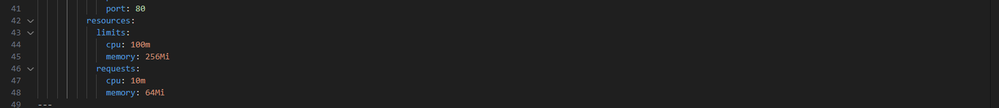 41 port: 80
42 resources:
43 limits:
44 cpu: 100m
45 memory: 256Mi
46 requests:
47 cpu: 10m
48 memory: 64Mi
49 ---